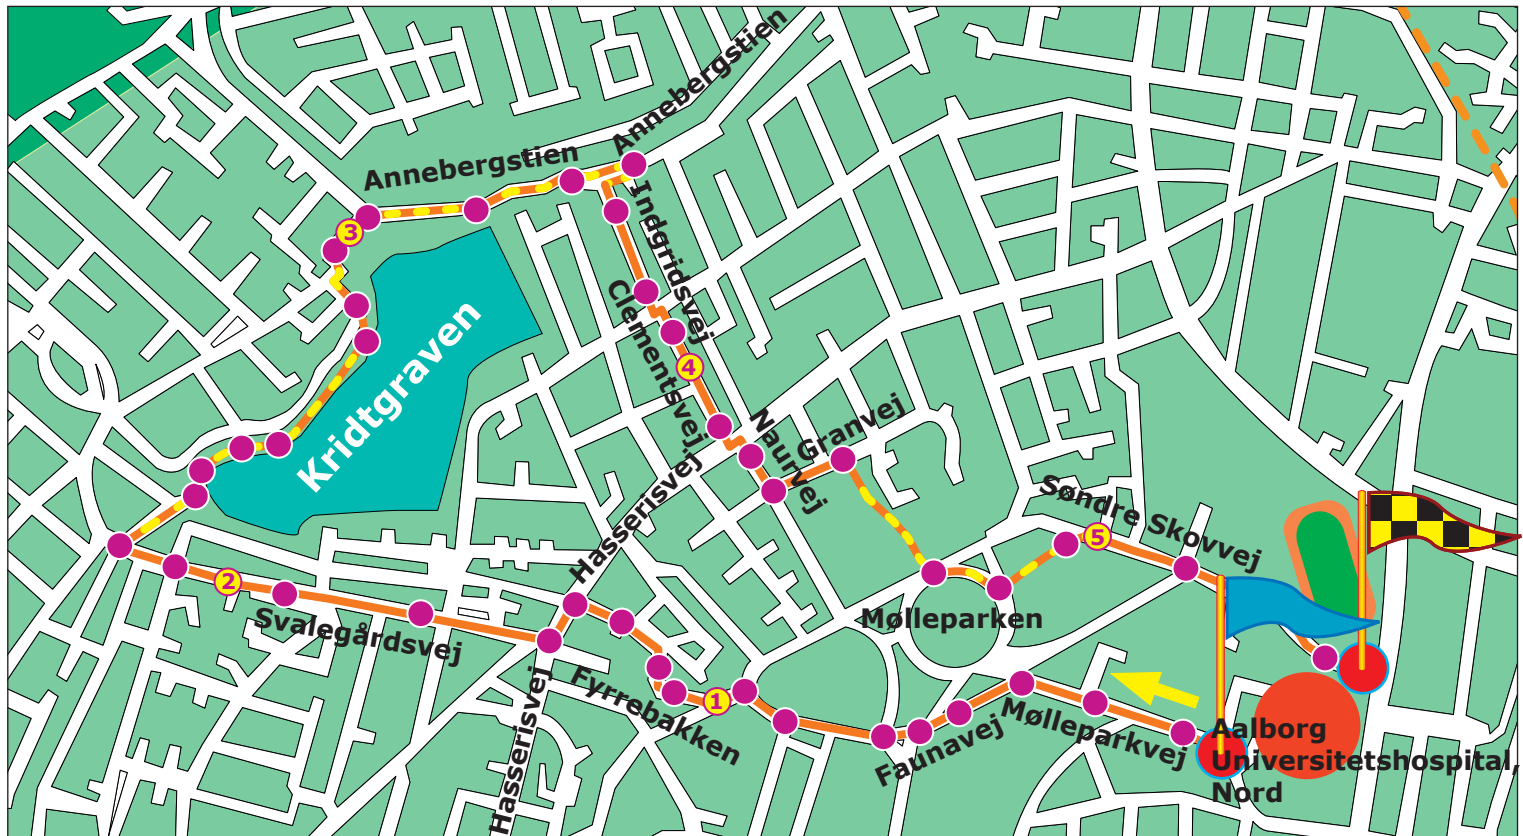 Annebergstien
Annebergstien
3
Indgridsvej
Clementsvej
4
Kridtgraven
Naurvej
Granvej
Hasserisvej
Søndre Skovvej
5
2
Svalegårdsvej
Mølleparken
Hasserisvej
Fyrrebakken
1
Faunavej
Mølleparkvej
Aalborg
Universitetshospital,
Nord